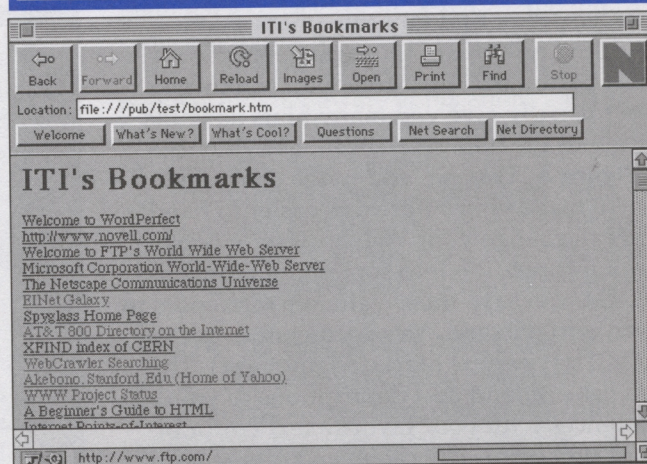 ITI's Bookmarks
Back Forward Home Reload Images Open Print Find Stop N
Location: file:///pub/test/bookmark.htm
Welcome What's New? What's Cool? Questions Net Search Net Directory
ITI's Bookmarks
Welcome to WordPerfect
http://www.novell.com/
Welcome to FTP's World Wide Web Server
Microsoft Corporation World-Wide-Web Server
The Netscape Communications Universe
EINet Galaxy
Spyglass Home Page
AT&T 800 Directory on the Internet
XFIND index of CERN
WebCrawler Searching
Akebono.Stanford.Edu (Home of Yahoo)
WWW Project Status
A Beginner's Guide to HTML
Internet Points-of-Interest
http://www.ftp.com/